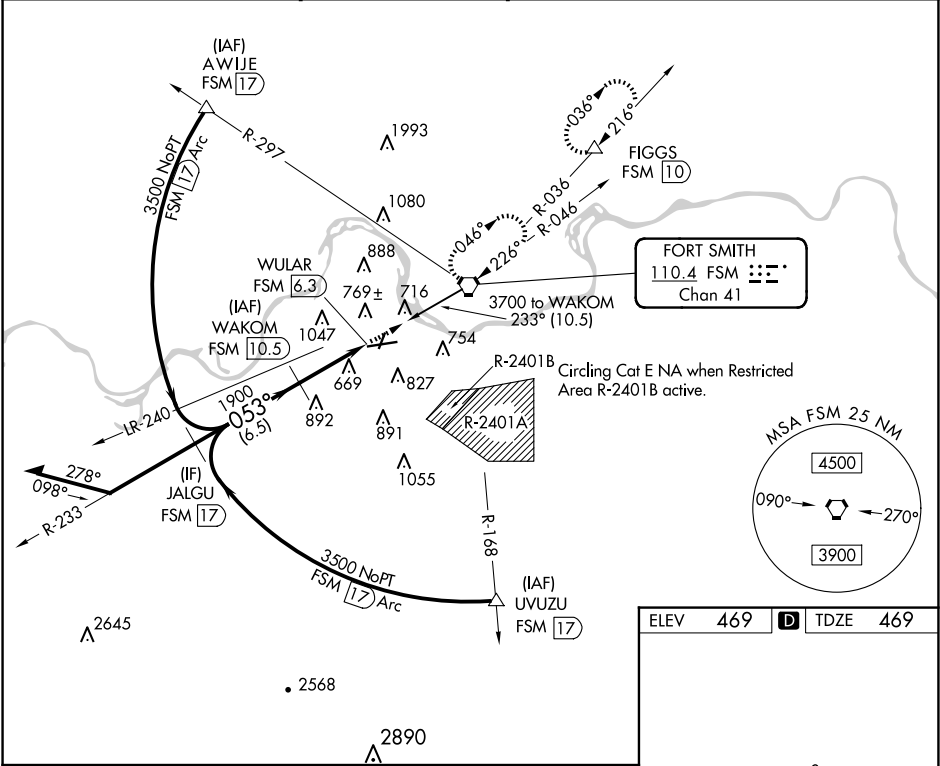 (IAF)
AWIJE
FSM 17
R-297
3500 NoPT
FSM 17 Arc
1993
1080
888
769±
716
1047
WULAR
FSM 6.3
(IAF)
WAKOM
FSM 10.5
036°
216°
FIGGS
FSM 10
R-036
R-046
046°
226°
FORT SMITH
110.4 FSM
Chan 41
3700 to WAKOM
233° (10.5)
754
669
827
892
891
1055
R-2401B
R-2401A
Circling Cat E NA when Restricted
Area R-2401B active.
LR-240
1900
053°
(6.5)
278°
098°
R-233
(IF)
JALGU
FSM 17
R-168
3500 NoPT
FSM 17 Arc
(IAF)
UVUZU
FSM 17
MSA FSM 25 NM
4500
090°
270°
3900
2645
2568
2890
ELEV 469 D TDZE 469